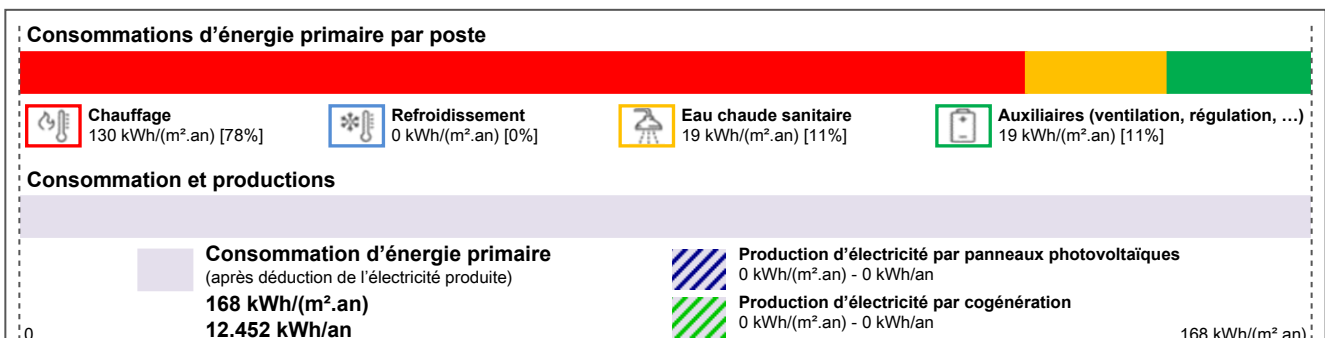 Consommations d'énergie primaire par poste
Chauffage
130 kWh/(m².an) [78%]
Refroidissement
0 kWh/(m².an) [0%]
Eau chaude sanitaire
19 kWh/(m².an) [11%]
Auxiliaires (ventilation, régulation, …)
19 kWh/(m².an) [11%]
Consommation et productions
Consommation d'énergie primaire
(après déduction de l'électricité produite)
168 kWh/(m².an)
12.452 kWh/an
Production d'électricité par panneaux photovoltaïques
0 kWh/(m².an) - 0 kWh/an
Production d'électricité par cogénération
0 kWh/(m².an) - 0 kWh/an
0
168 kWh/(m².an)